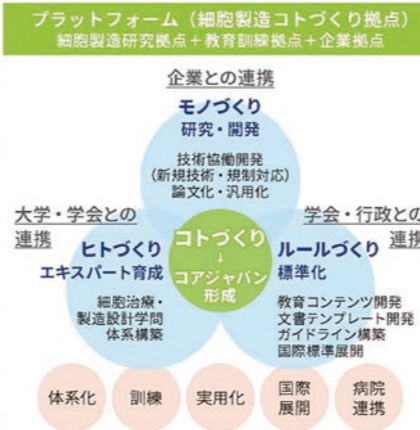 プラットフォーム（細胞製造コトづくり拠点）
細胞製造研究拠点＋教育訓練拠点＋企業拠点
企業との連携
モノづくり
研究・開発
技術協働開発
（新規技術・規制対応）
論文化・汎用化
大学・学会との
連携
ヒトづくり
エキスパート育成
細胞治療・
製造設計学問
体系構築
コトづくり
↓
コアジャパン
形成
学会・行政との
連携
ルールづくり
標準化
教育コンテンツ開発
文書テンプレート開発
ガイドライン構築
国際標準展開
体系化
訓練
実用化
国際
展開
病院
連携